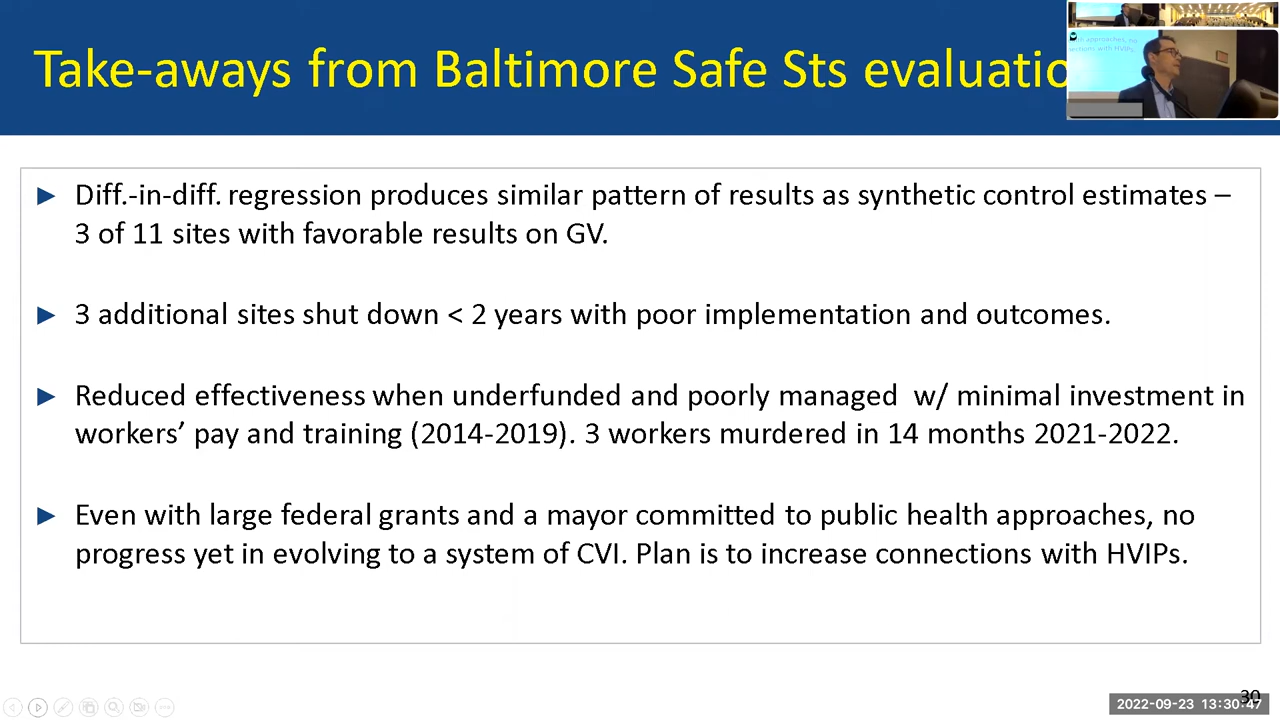 Take-aways from Baltimore Safe Sts evaluatio
approaches, no
with HVIPs.
► Diff.-in-diff. regression produces similar pattern of results as synthetic control estimates –
3 of 11 sites with favorable results on GV.
► 3 additional sites shut down < 2 years with poor implementation and outcomes.
► Reduced effectiveness when underfunded and poorly managed w/ minimal investment in
workers’ pay and training (2014-2019). 3 workers murdered in 14 months 2021-2022.
► Even with large federal grants and a mayor committed to public health approaches, no
progress yet in evolving to a system of CVI. Plan is to increase connections with HVIPs.
30
2022-09-23 13:30:47